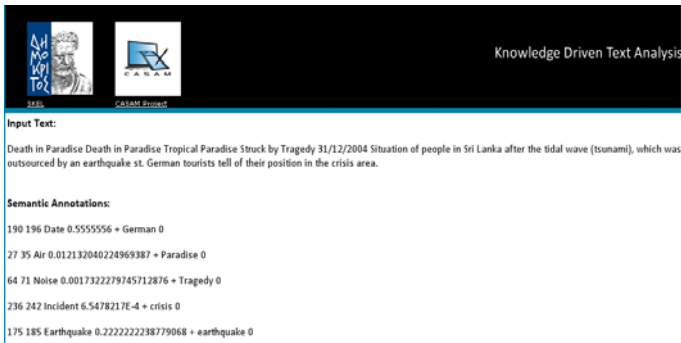 ΔΗ
ΜΟ
ΚΡΙ
ΤΟΣ
CASAM
SKEL
CASAM Project
Knowledge Driven Text Analysis
Input Text:
Death in Paradise Death in Paradise Tropical Paradise Struck by Tragedy 31/12/2004 Situation of people in Sri Lanka after the tidal wave (tsunami), which was
outsourced by an earthquake st. German tourists tell of their position in the crisis area.
Semantic Annotations:
190 196 Date 0.5555556 + German 0
27 35 Air 0.012132040224969387 + Paradise 0
64 71 Noise 0.0017322279745712876 + Tragedy 0
236 242 Incident 6.5478217E-4 + crisis 0
175 185 Earthquake 0.2222222238779068 + earthquake 0